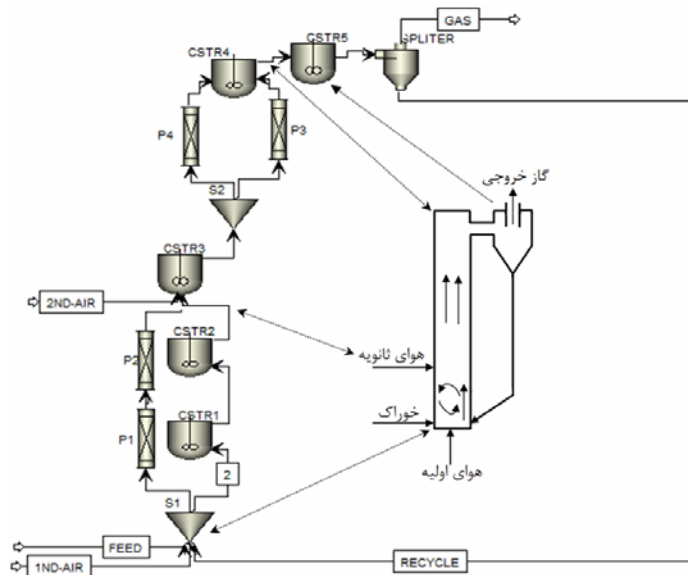 GAS
CSTR4
CSTR5
SPLITER
P4
P3
S2
گاز خروجی
CSTR3
2ND-AIR
CSTR2
P2
هوای ثانویه
CSTR1
P1
خوراک
2
هوای اولیه
S1
FEED
RECYCLE
1ND-AIR